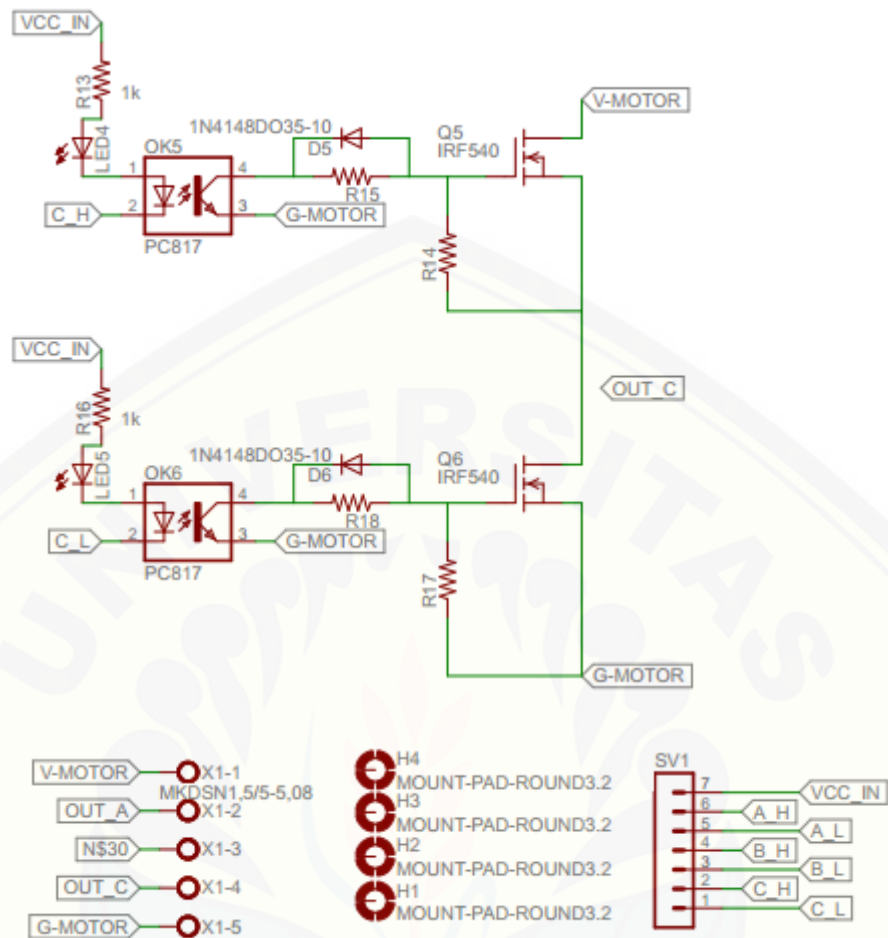 VCC_IN
R13
1k
LED4
1N4148DO35-10
D5
OK5
1
4
2
3
C_H
PC817
R15
G-MOTOR
Q5
IRF540
V-MOTOR
R14
VCC_IN
R16
1k
OUT_C
LED5
1N4148DO35-10
D6
OK6
1
4
2
3
C_L
PC817
R18
G-MOTOR
Q6
IRF540
R17
G-MOTOR
UNIVERSITAS
V-MOTOR
X1-1
MKDSN1,5/5-5,08
OUT_A
X1-2
N$30
X1-3
OUT_C
X1-4
G-MOTOR
X1-5
H4
MOUNT-PAD-ROUND3.2
H3
MOUNT-PAD-ROUND3.2
H2
MOUNT-PAD-ROUND3.2
H1
MOUNT-PAD-ROUND3.2
SV1
7
VCC_IN
6
A_H
5
A_L
4
B_H
3
B_L
2
C_H
1
C_L